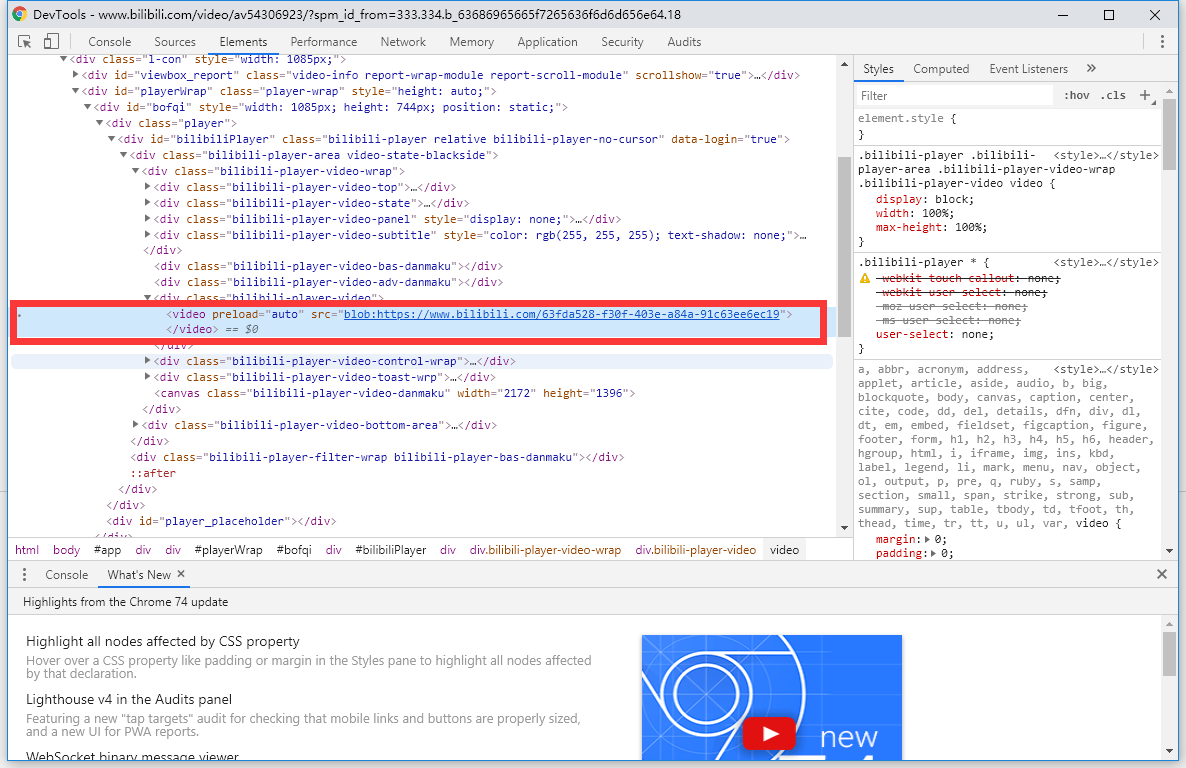 DevTools - www.bilibili.com/video/av54306923/?spm_id_from=333.334.b_63686965665f7265636f6d6d656e64.18
Console Sources Elements Performance Network Memory Application Security Audits
<div class="l-con" style="width: 1085px;">
<div id="viewbox_report" class="video-info report-wrap-module report-scroll-module" scrollshow="true">…</div>
<div id="playerWrap" class="player-wrap" style="height: auto;">
<div id="bofqi" style="width: 1085px; height: 744px; position: static;">
<div class="player">
<div id="bilibiliPlayer" class="bilibili-player relative bilibili-player-no-cursor" data-login="true">
<div class="bilibili-player-area video-state-blackside">
<div class="bilibili-player-video-wrap">
<div class="bilibili-player-video-top">…</div>
<div class="bilibili-player-video-state">…</div>
<div class="bilibili-player-video-panel" style="display: none;">…</div>
<div class="bilibili-player-video-subtitle" style="color: rgb(255, 255, 255); text-shadow: none;">…
</div>
<div class="bilibili-player-video-bas-danmaku"></div>
<div class="bilibili-player-video-adv-danmaku"></div>
<div class="bilibili-player-video">
<video preload="auto" src="blob:https://www.bilibili.com/63fda528-f30f-403e-a84a-91c63ee6ec19">
</video> == $0
</div>
<div class="bilibili-player-video-control-wrap">…</div>
<div class="bilibili-player-video-toast-wrp">…</div>
<canvas class="bilibili-player-video-danmaku" width="2172" height="1396">
</div>
<div class="bilibili-player-video-bottom-area">…</div>
</div>
<div class="bilibili-player-filter-wrap bilibili-player-bas-danmaku"></div>
::after
</div>
</div>
<div id="player_placeholder"></div>
</div>
html body #app div div #playerWrap #bofqi div #bilibiliPlayer div div.bilibili-player-video-wrap div.bilibili-player-video video
Styles Computed Event Listeners »
Filter :hov .cls +
element.style {
}
.bilibili-player .bilibili- <style>…</style>
player-area .bilibili-player-video-wrap
.bilibili-player-video video {
display: block;
width: 100%;
max-height: 100%;
}
.bilibili-player * { <style>…</style>
-webkit-touch-callout: none;
-webkit-user-select: none;
-moz-user-select: none;
-ms-user-select: none;
user-select: none;
}
a, abbr, acronym, address, <style>…</style>
applet, article, aside, audio, b, big,
blockquote, body, canvas, caption, center,
cite, code, dd, del, details, dfn, div, dl,
dt, em, embed, fieldset, figcaption, figure,
footer, form, h1, h2, h3, h4, h5, h6, header,
hgroup, html, i, iframe, img, ins, kbd,
label, legend, li, mark, menu, nav, object,
ol, output, p, pre, q, ruby, s, samp,
section, small, span, strike, strong, sub,
summary, sup, table, tbody, td, tfoot, th,
thead, time, tr, tt, u, ul, var, video {
margin: 0;
padding: 0;
Console What's New ×
Highlights from the Chrome 74 update
Highlight all nodes affected by CSS property
Hover over a CSS property like padding or margin in the Styles pane to highlight all nodes affected
by that declaration.
Lighthouse v4 in the Audits panel
Featuring a new "tap targets" audit for checking that mobile links and buttons are properly sized,
and a new UI for PWA reports.
WebSocket binary message viewer
new